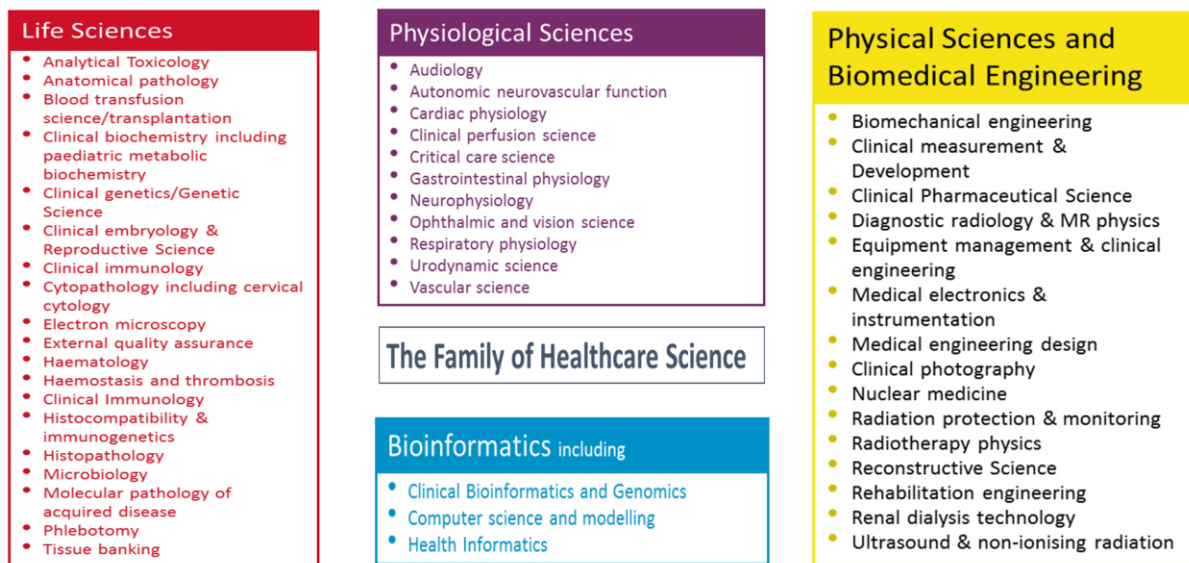 Life Sciences
• Analytical Toxicology
• Anatomical pathology
• Blood transfusion
science/transplantation
• Clinical biochemistry including
paediatric metabolic
biochemistry
• Clinical genetics/Genetic
Science
• Clinical embryology &
Reproductive Science
• Clinical immunology
• Cytopathology including cervical
cytology
• Electron microscopy
• External quality assurance
• Haematology
• Haemostasis and thrombosis
• Clinical Immunology
• Histocompatibility &
immunogenetics
• Histopathology
• Microbiology
• Molecular pathology of
acquired disease
• Phlebotomy
• Tissue banking
Physiological Sciences
• Audiology
• Autonomic neurovascular function
• Cardiac physiology
• Clinical perfusion science
• Critical care science
• Gastrointestinal physiology
• Neurophysiology
• Ophthalmic and vision science
• Respiratory physiology
• Urodynamic science
• Vascular science
The Family of Healthcare Science
Bioinformatics including
• Clinical Bioinformatics and Genomics
• Computer science and modelling
• Health Informatics
Physical Sciences and
Biomedical Engineering
• Biomechanical engineering
• Clinical measurement &
Development
• Clinical Pharmaceutical Science
• Diagnostic radiology & MR physics
• Equipment management & clinical
engineering
• Medical electronics &
instrumentation
• Medical engineering design
• Clinical photography
• Nuclear medicine
• Radiation protection & monitoring
• Radiotherapy physics
• Reconstructive Science
• Rehabilitation engineering
• Renal dialysis technology
• Ultrasound & non-ionising radiation